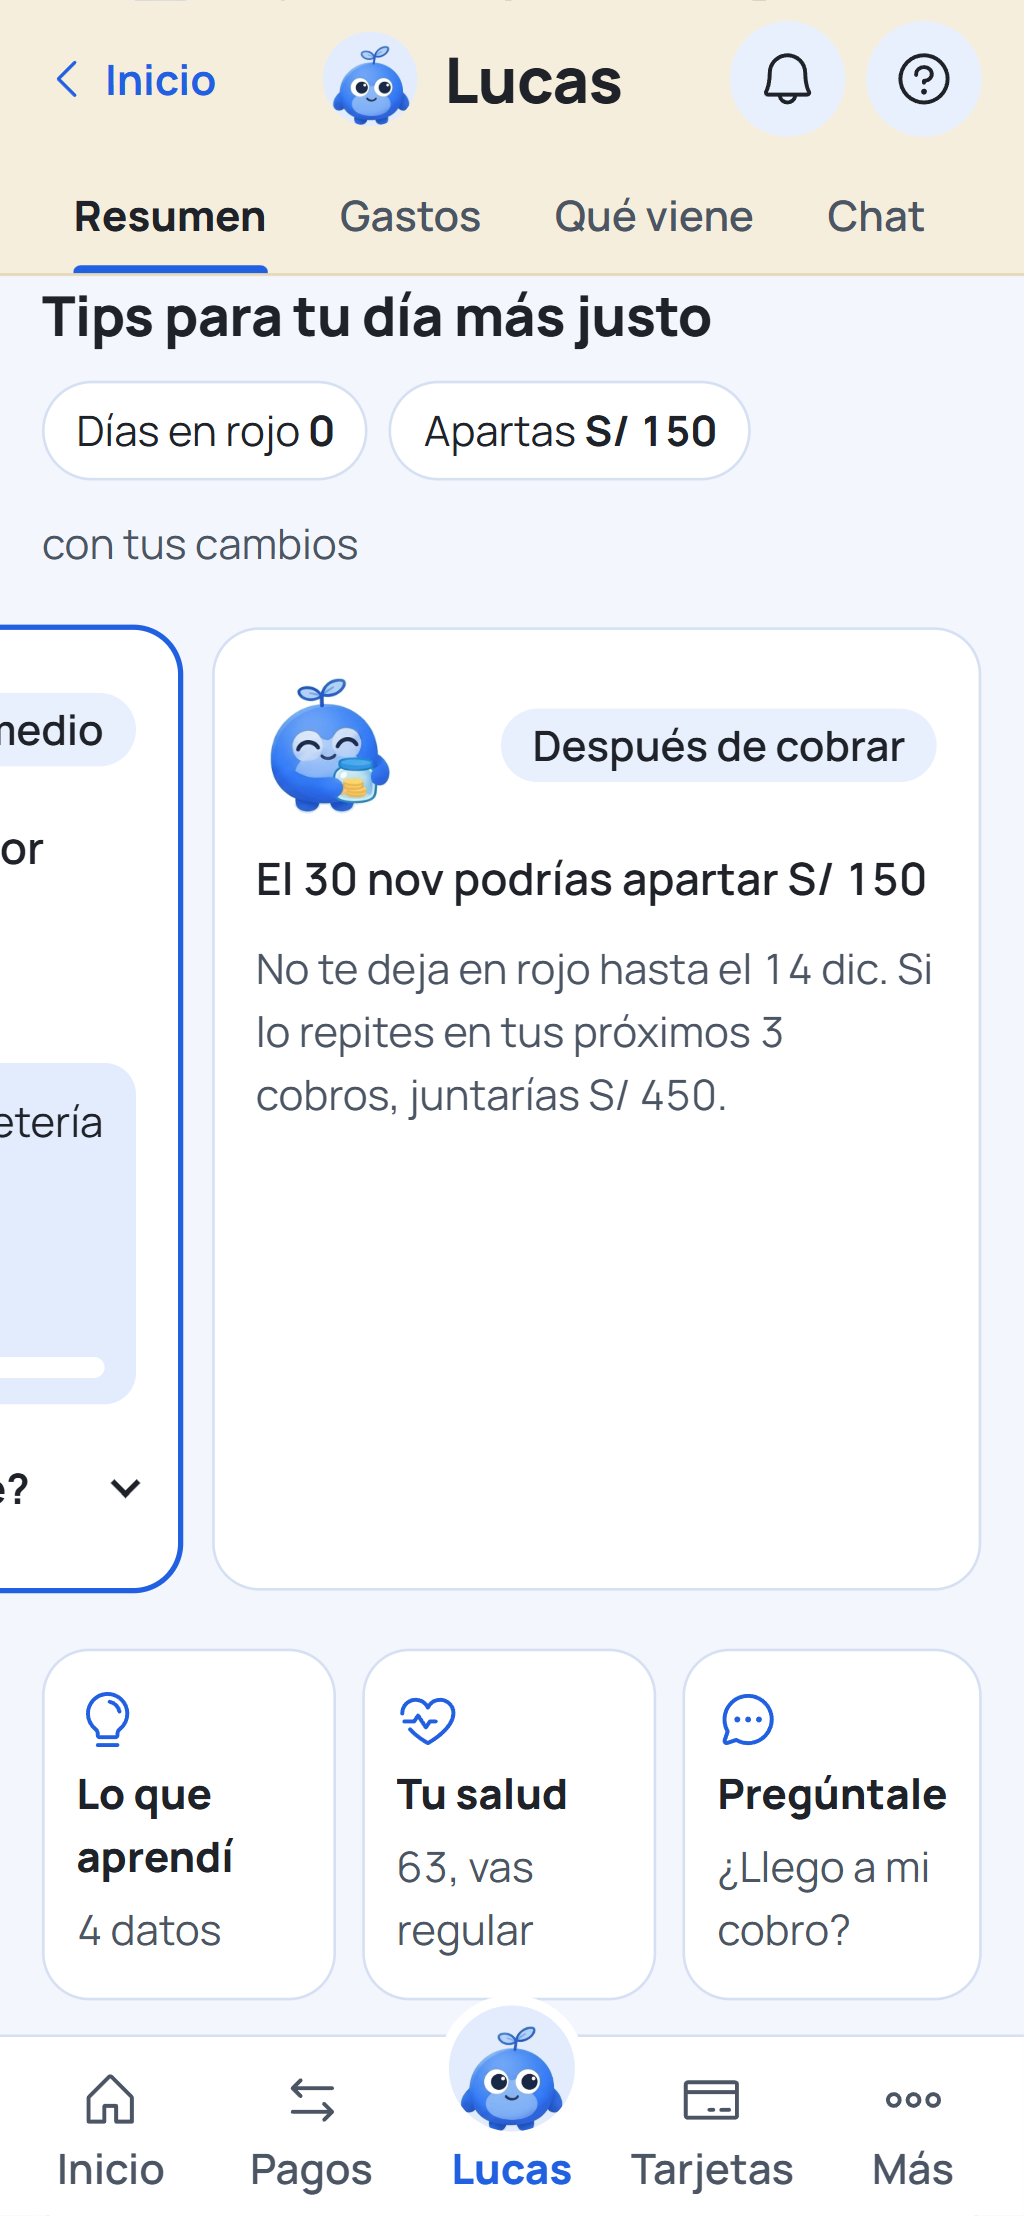 Inicio
Lucas
Resumen
Gastos
Qué viene
Chat
Tips para tu día más justo
Días en rojo 0
Apartas S/ 150
con tus cambios
Después de cobrar
El 30 nov podrías apartar S/ 150
No te deja en rojo hasta el 14 dic. Si
lo repites en tus próximos 3
cobros, juntarías S/ 450.
Lo que
aprendí
4 datos
Tu salud
63, vas
regular
Pregúntale
¿Llego a mi
cobro?
Inicio
Pagos
Lucas
Tarjetas
Más